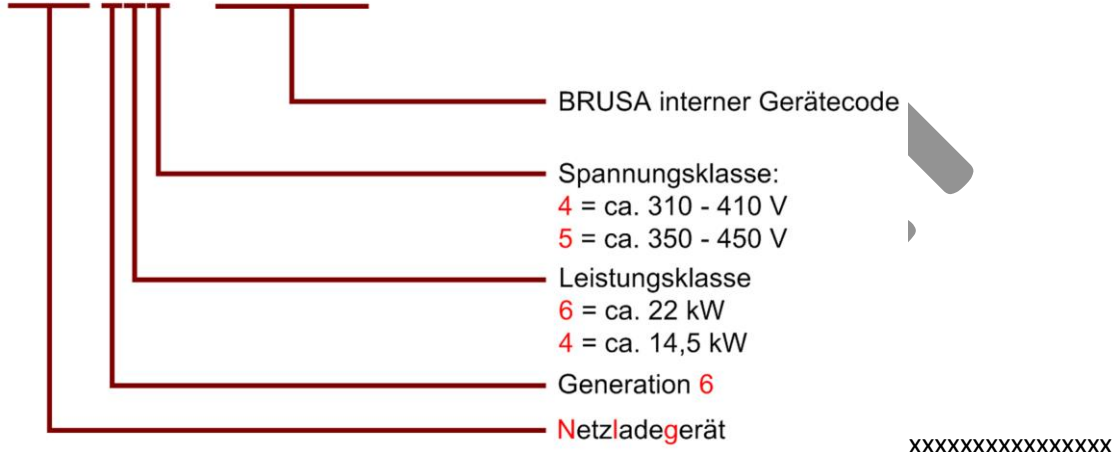 BRUSA interner Gerätecode
Spannungsklasse:
4 = ca. 310 - 410 V
5 = ca. 350 - 450 V
Leistungsklasse
6 = ca. 22 kW
4 = ca. 14,5 kW
Generation 6
Netzladegerät
xxxxxxxxxxxxxxxx